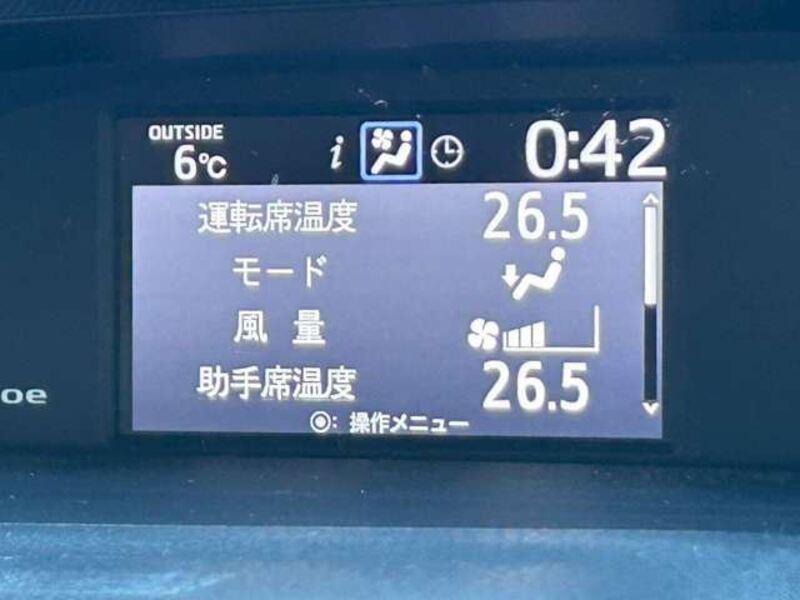 OUTSIDE
6℃
i
0:42
運転席温度 26.5
モード
風 量
助手席温度 26.5
◉: 操作メニュー
oe